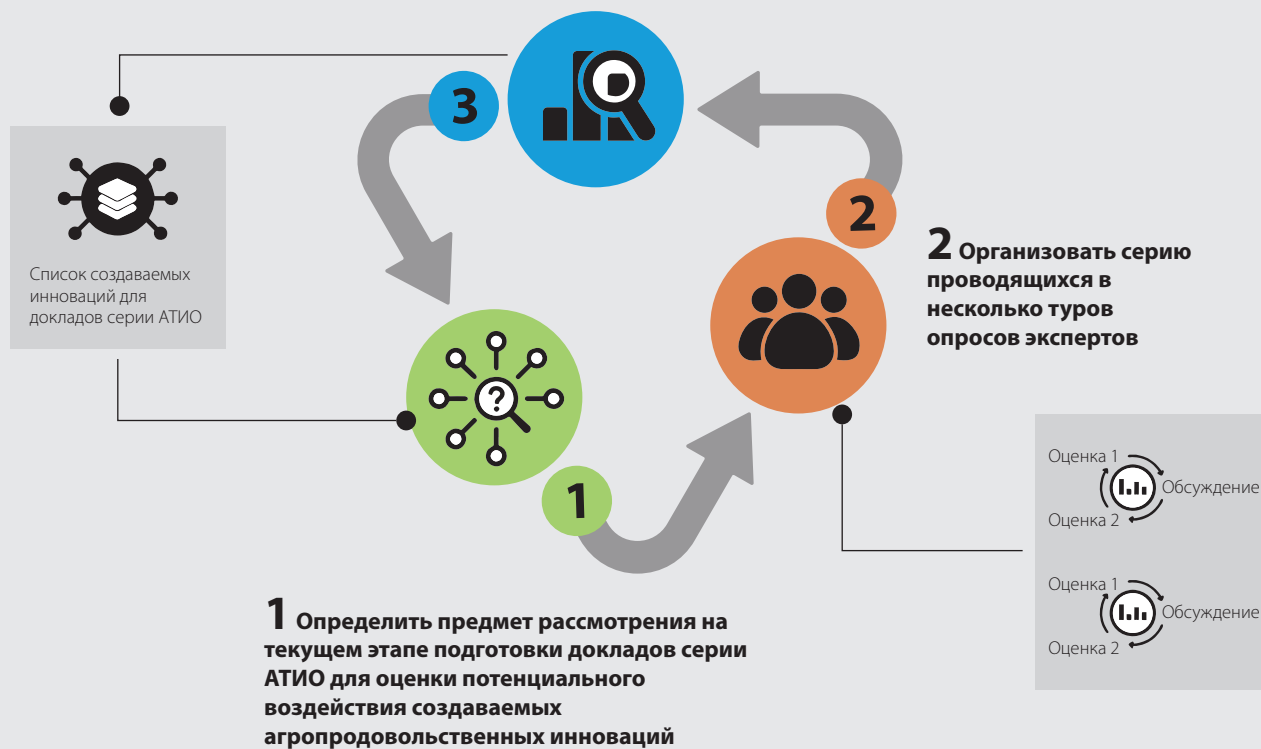 3
Список создаваемых
инноваций для
докладов серии АТИО
2
2 Организовать серию
проводящихся в
несколько туров
опросов экспертов
?
1
Оценка 1
Обсуждение
Оценка 2
Оценка 1
Обсуждение
Оценка 2
1 Определить предмет рассмотрения на
текущем этапе подготовки докладов серии
АТИО для оценки потенциального
воздействия создаваемых
агропродовольственных инноваций